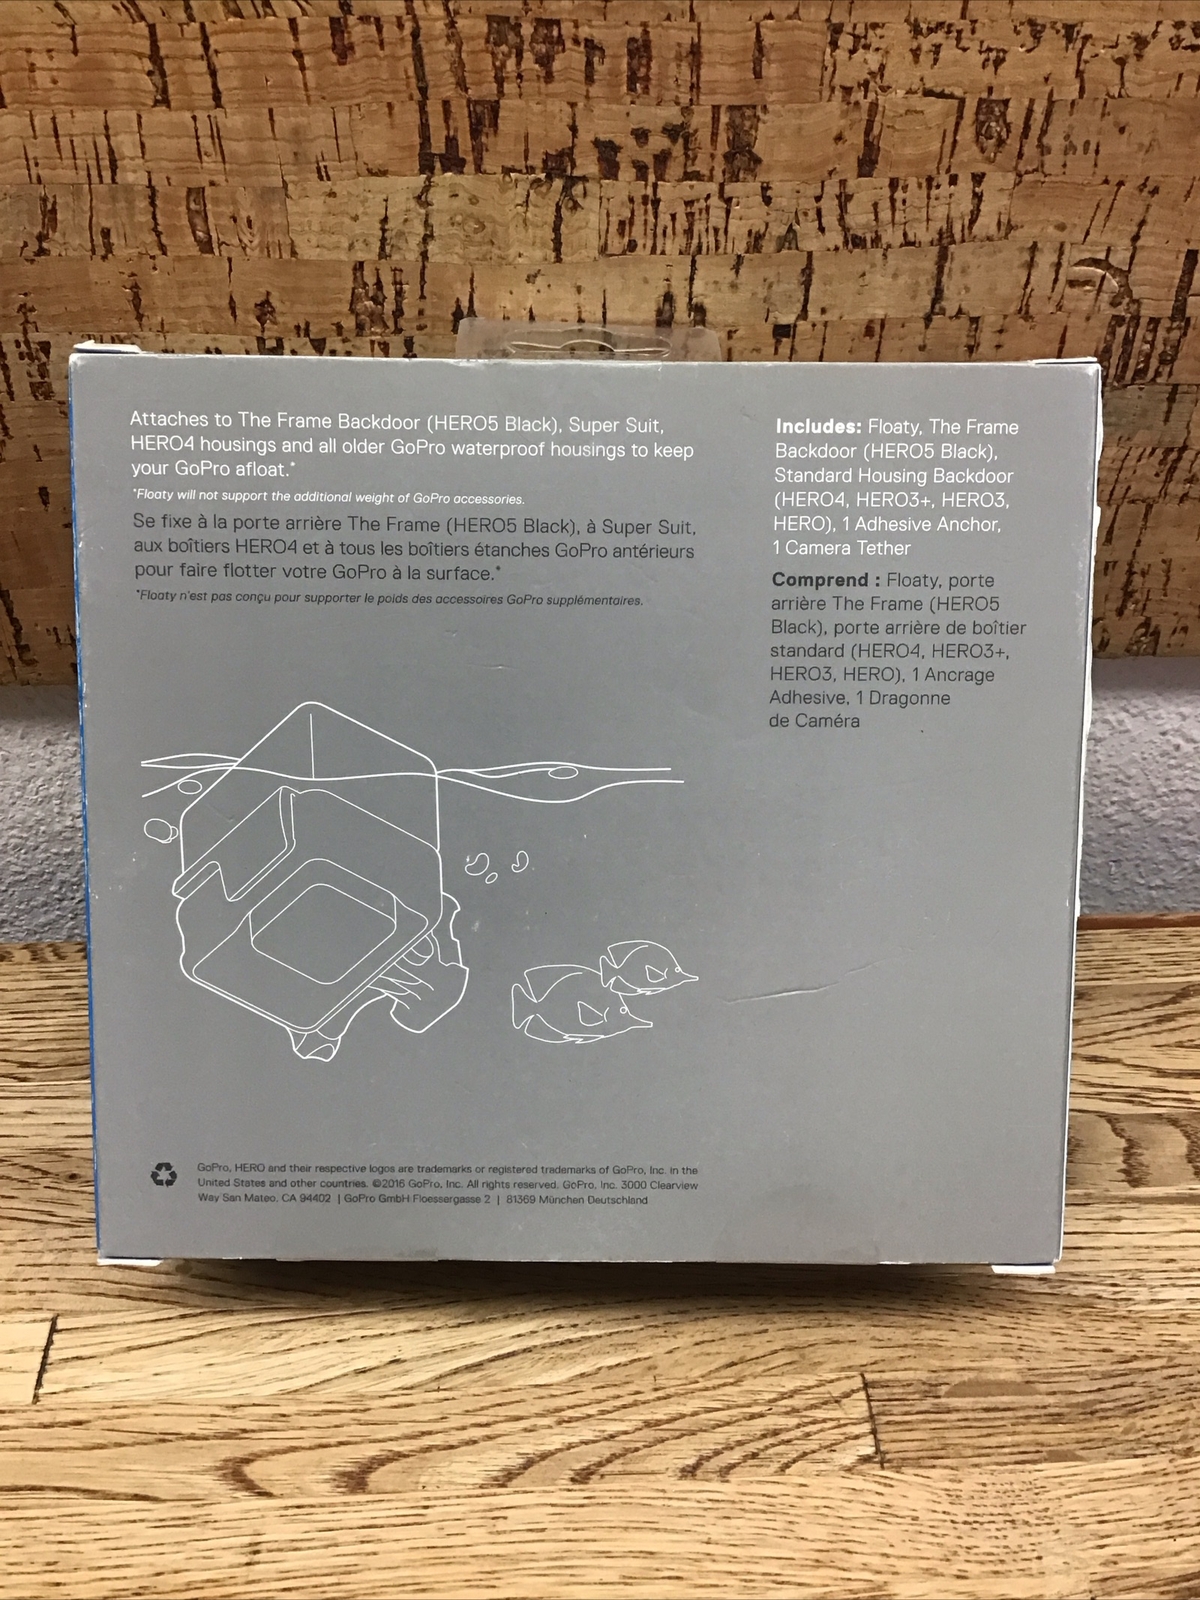 Attaches to The Frame Backdoor (HERO5 Black), Super Suit,
HERO4 housings and all older GoPro waterproof housings to keep
your GoPro afloat.*
*Floaty will not support the additional weight of GoPro accessories.
Se fixe à la porte arrière The Frame (HERO5 Black), à Super Suit,
aux boîtiers HERO4 et à tous les boîtiers étanches GoPro antérieurs
pour faire flotter votre GoPro à la surface.*
*Floaty n'est pas conçu pour supporter le poids des accessoires GoPro supplémentaires.
Includes: Floaty, The Frame
Backdoor (HERO5 Black),
Standard Housing Backdoor
(HERO4, HERO3+, HERO3,
HERO), 1 Adhesive Anchor,
1 Camera Tether
Comprend : Floaty, porte
arrière The Frame (HERO5
Black), porte arrière de boîtier
standard (HERO4, HERO3+,
HERO3, HERO), 1 Ancrage
Adhesive, 1 Dragonne
de Caméra
GoPro, HERO and their respective logos are trademarks or registered trademarks of GoPro, Inc. in the
United States and other countries. ©2016 GoPro, Inc. All rights reserved. GoPro, Inc. 3000 Clearview
Way San Mateo, CA 94402 | GoPro GmbH Floessergasse 2 | 81369 München Deutschland